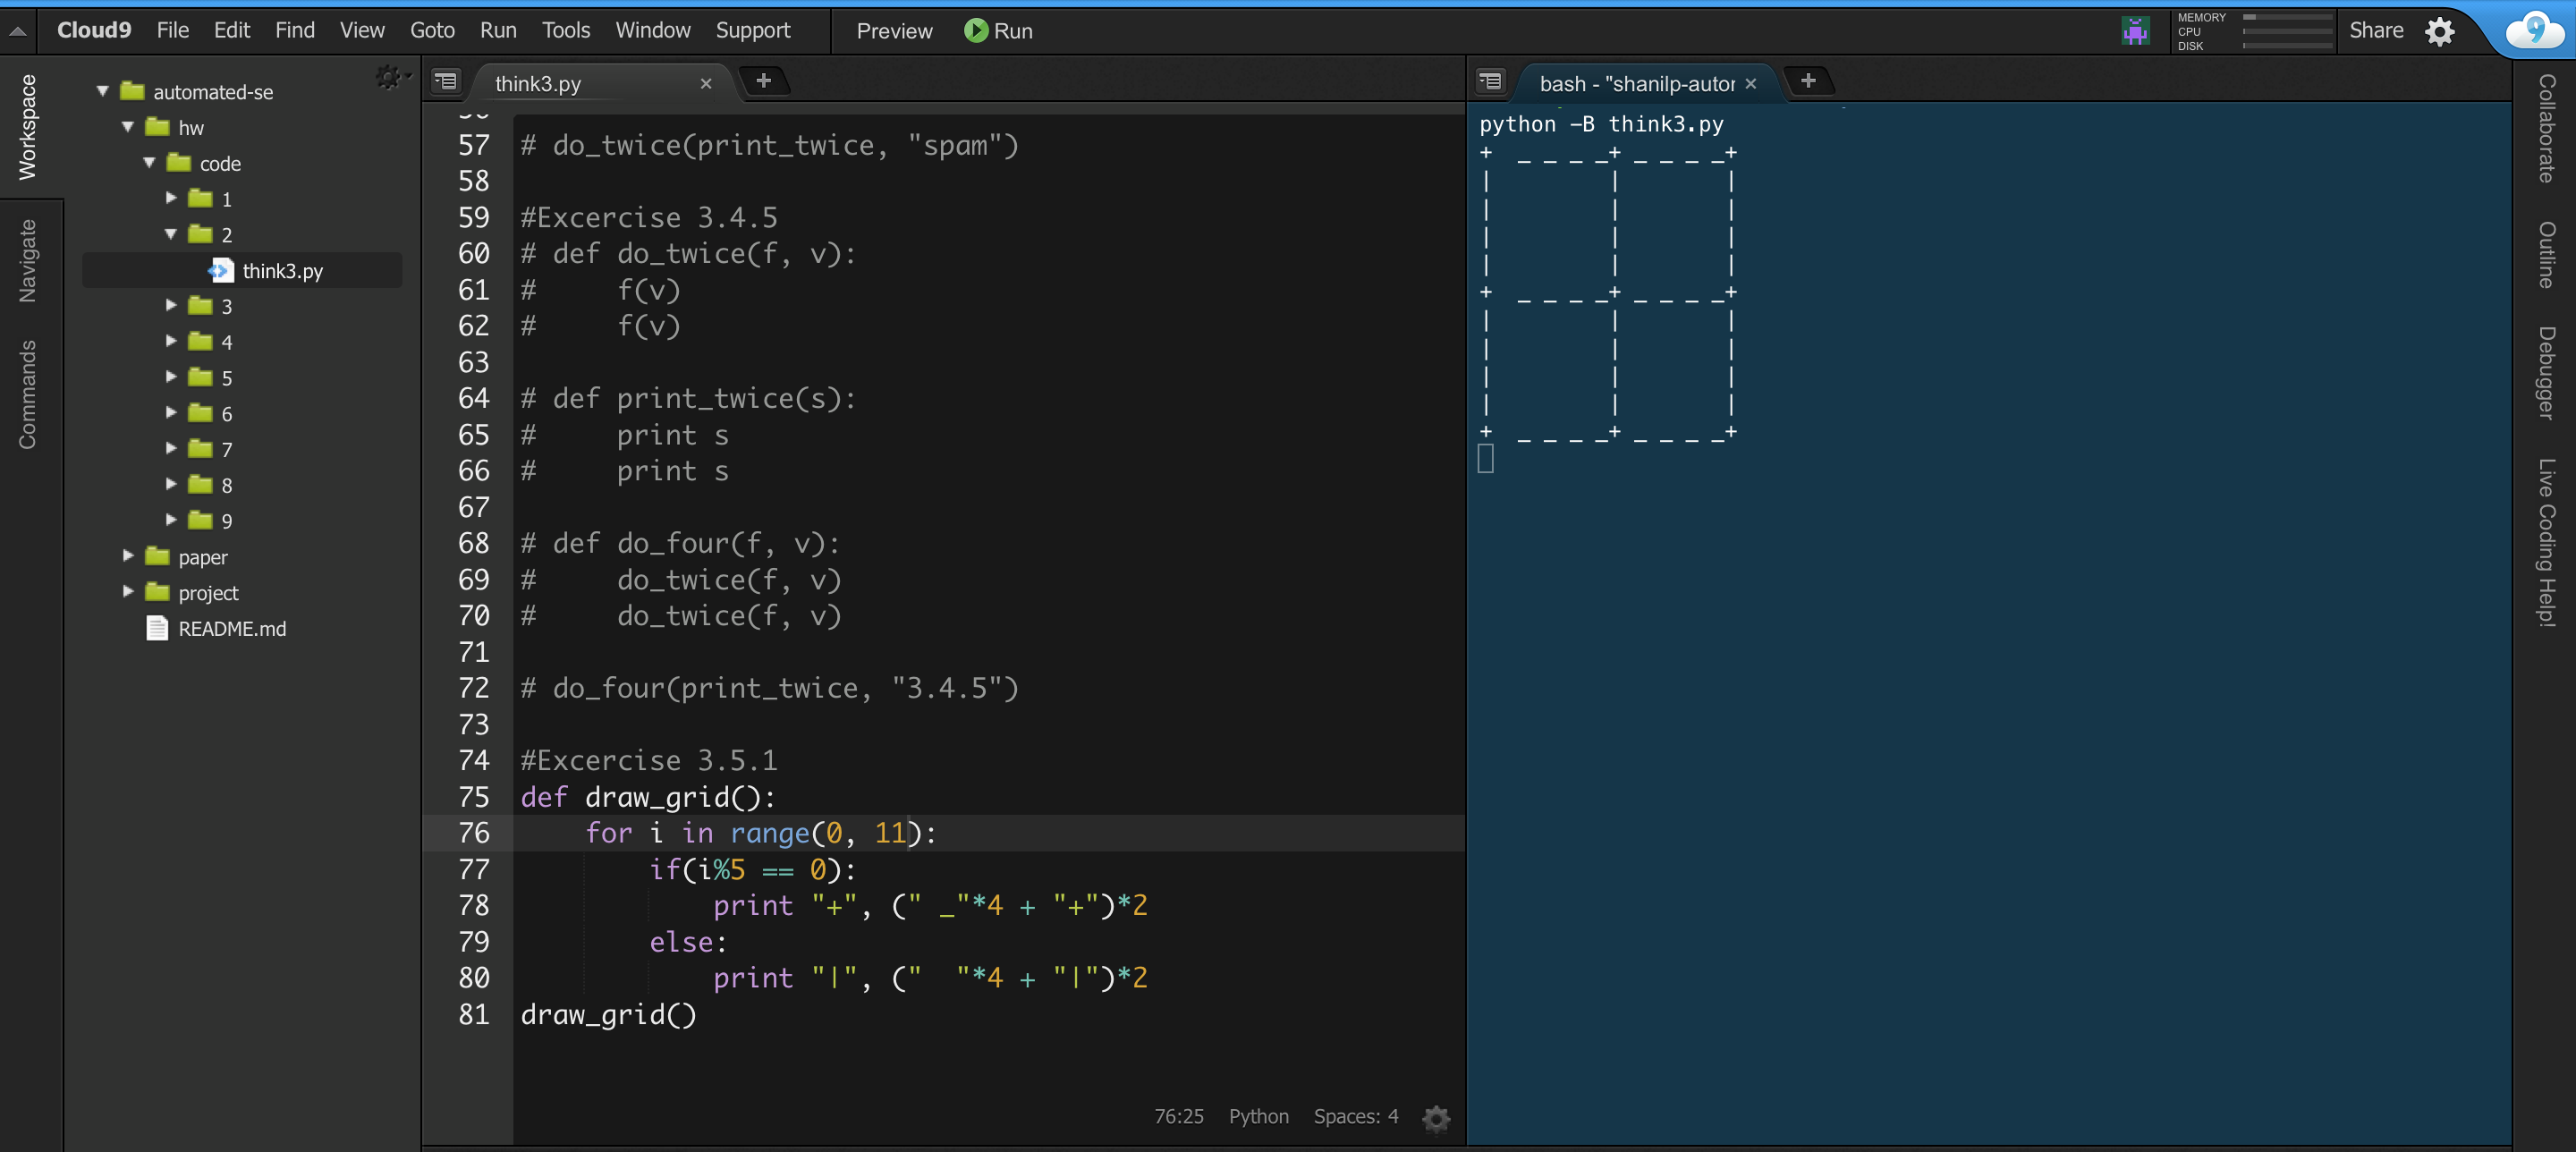 Cloud9 File Edit Find View Goto Run Tools Window Support Preview Run MEMORY CPU DISK Share 9
Workspace
Navigate
Commands
automated-se
hw
code
1
2
think3.py
3
4
5
6
7
8
9
paper
project
README.md
think3.py
57 # do_twice(print_twice, "spam")
58
59 #Excercise 3.4.5
60 # def do_twice(f, v):
61 #     f(v)
62 #     f(v)
63
64 # def print_twice(s):
65 #     print s
66 #     print s
67
68 # def do_four(f, v):
69 #     do_twice(f, v)
70 #     do_twice(f, v)
71
72 # do_four(print_twice, "3.4.5")
73
74 #Excercise 3.5.1
75 def draw_grid():
76     for i in range(0, 11):
77         if(i%5 == 0):
78             print "+", (" _"*4 + "+")*2
79         else:
80             print "|", ("  "*4 + "|")*2
81 draw_grid()
76:25 Python Spaces: 4
bash - "shanilp-autor
python -B think3.py
+  _ _ _ _+ _ _ _ _+
|         |        |
|         |        |
|         |        |
|         |        |
+  _ _ _ _+ _ _ _ _+
|         |        |
|         |        |
|         |        |
|         |        |
+  _ _ _ _+ _ _ _ _+
Collaborate
Outline
Debugger
Live Coding Help!